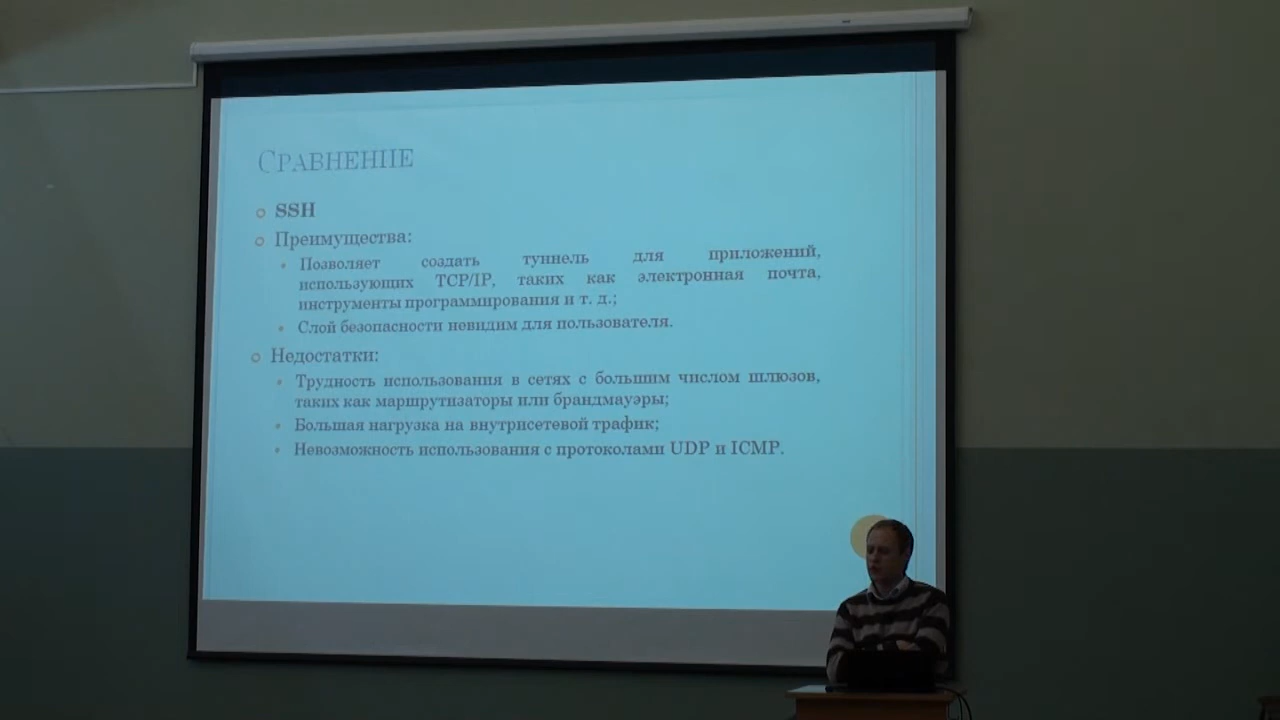 СРАВНЕНИЕ
SSH
Преимущества:
Позволяет создать туннель для приложений,
использующих TCP/IP, таких как электронная почта,
инструменты программирования и т. д.;
Слой безопасности невидим для пользователя.
Недостатки:
Трудность использования в сетях с большим числом шлюзов,
таких как маршрутизаторы или брандмауэры;
Большая нагрузка на внутрисетевой трафик;
Невозможность использования с протоколами UDP и ICMP.